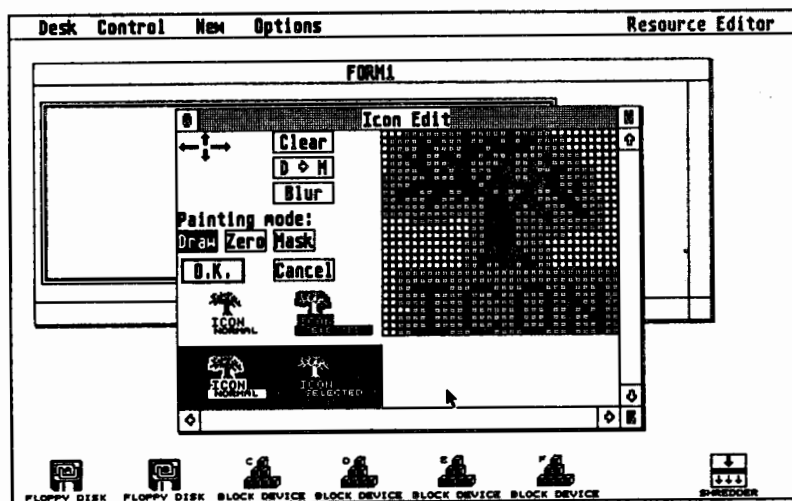 Desk Control New Options Resource Editor
FORM1
Icon Edit
Clear
D ⇨ M
Blur
Painting mode:
Draw Zero Mask
O.K. Cancel
ICON
NORMAL
ICON
NORMAL
ICON
SELECTED
C D E F
FLOPPY DISK FLOPPY DISK BLOCK DEVICE BLOCK DEVICE BLOCK DEVICE BLOCK DEVICE SHREDDER